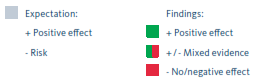 Expectation:
+ Positive effect
- Risk
Findings:
+ Positive effect
+ / - Mixed evidence
- No/negative effect